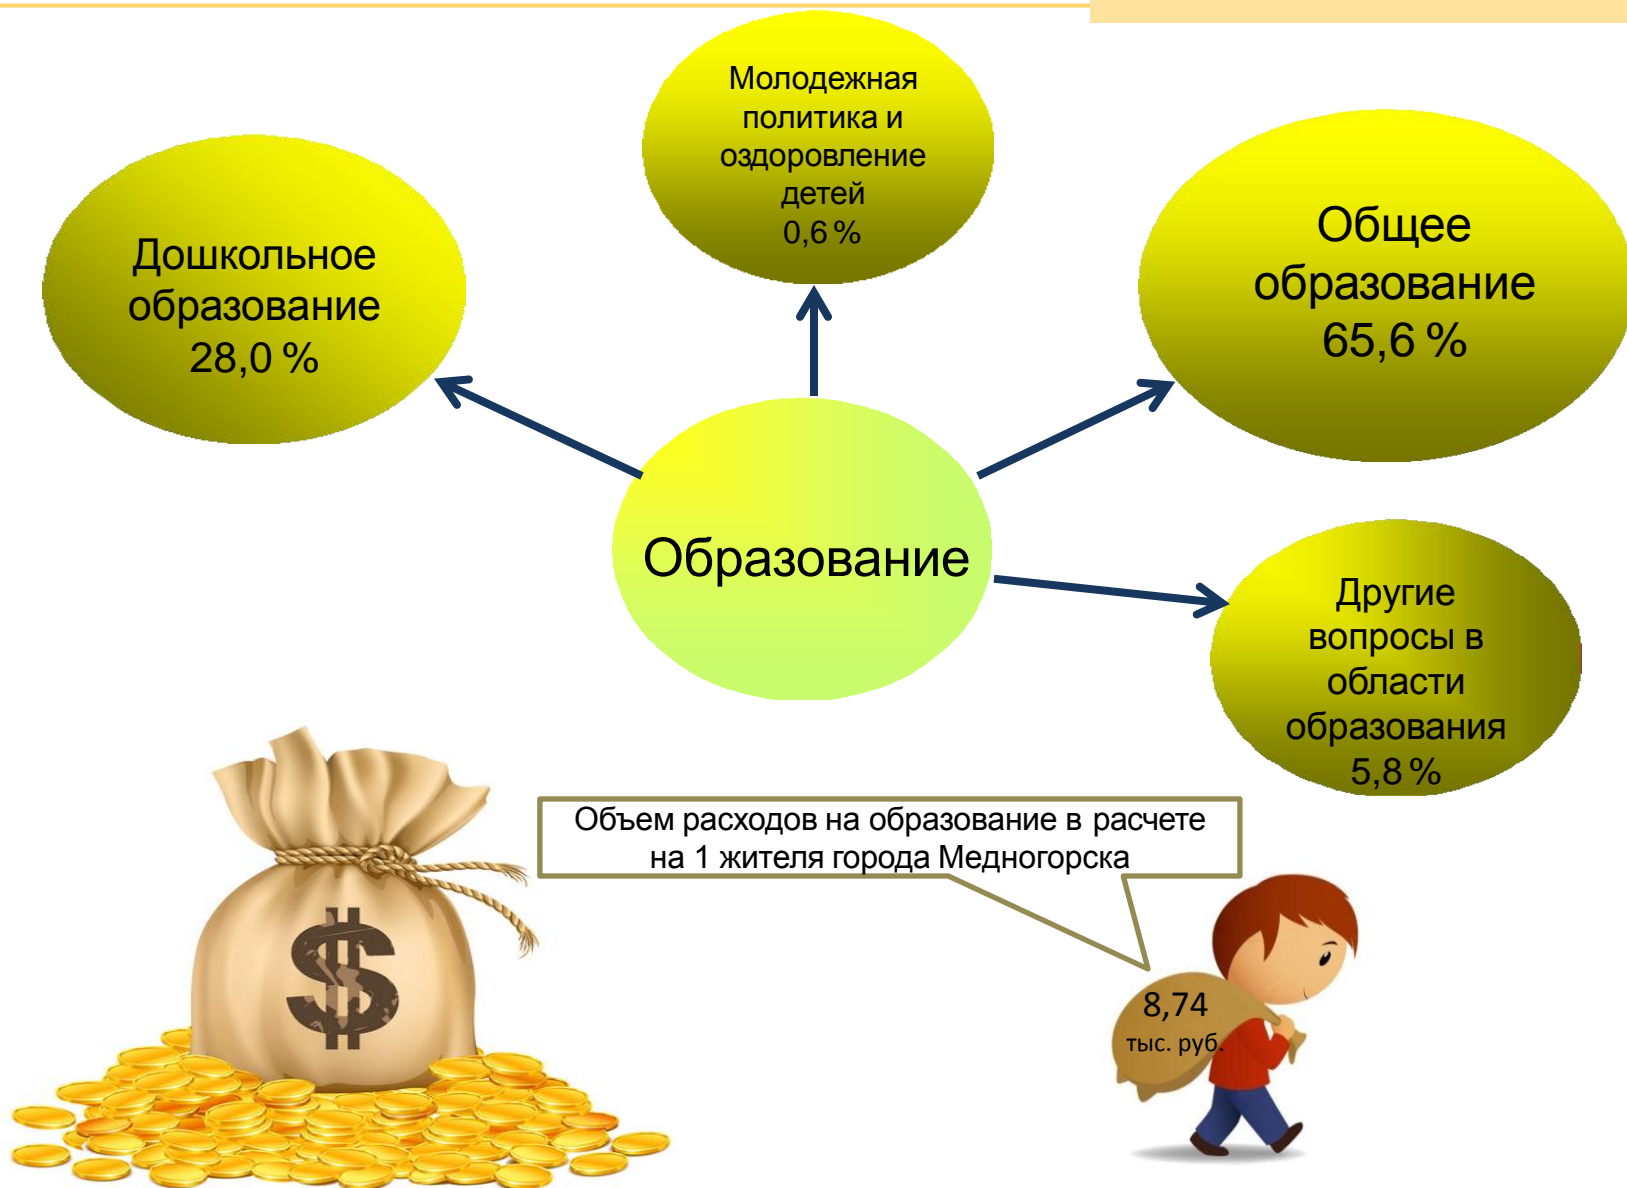 Молодежная
политика и
оздоровление
детей
0,6 %
Дошкольное
образование
28,0 %
Общее
образование
65,6 %
Образование
Другие
вопросы в
области
образования
5,8 %
Объем расходов на образование в расчете
на 1 жителя города Медногорска
$
8,74
тыс. руб.